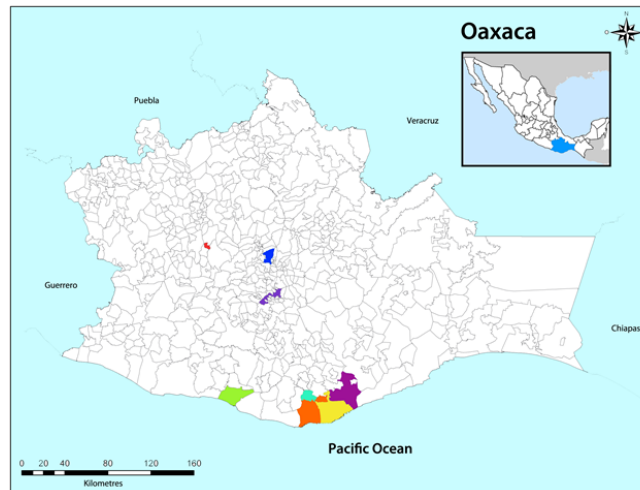 Oaxaca
N
S
Puebla
Veracruz
Guerrero
Chiapas
Pacific Ocean
0 20 40 80 120 160
Kilometres